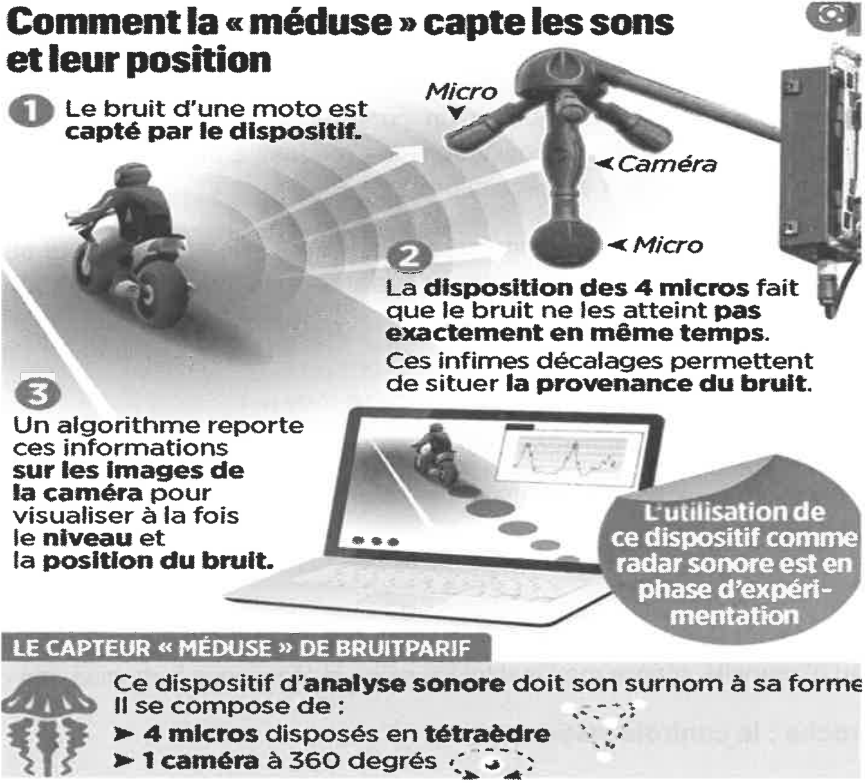 Comment la « méduse » capte les sons
et leur position
1 Le bruit d'une moto est
capté par le dispositif.
Micro
Caméra
Micro
2
La disposition des 4 micros fait
que le bruit ne les atteint pas
exactement en même temps.
Ces infimes décalages permettent
de situer la provenance du bruit.
3
Un algorithme reporte
ces informations
sur les images de
la caméra pour
visualiser à la fois
le niveau et
la position du bruit.
L'utilisation de
ce dispositif comme
radar sonore est en
phase d'expéri-
mentation
LE CAPTEUR « MÉDUSE » DE BRUITPARIF
Ce dispositif d'analyse sonore doit son surnom à sa forme
Il se compose de :
➤ 4 micros disposés en tétraèdre
➤ 1 caméra à 360 degrés